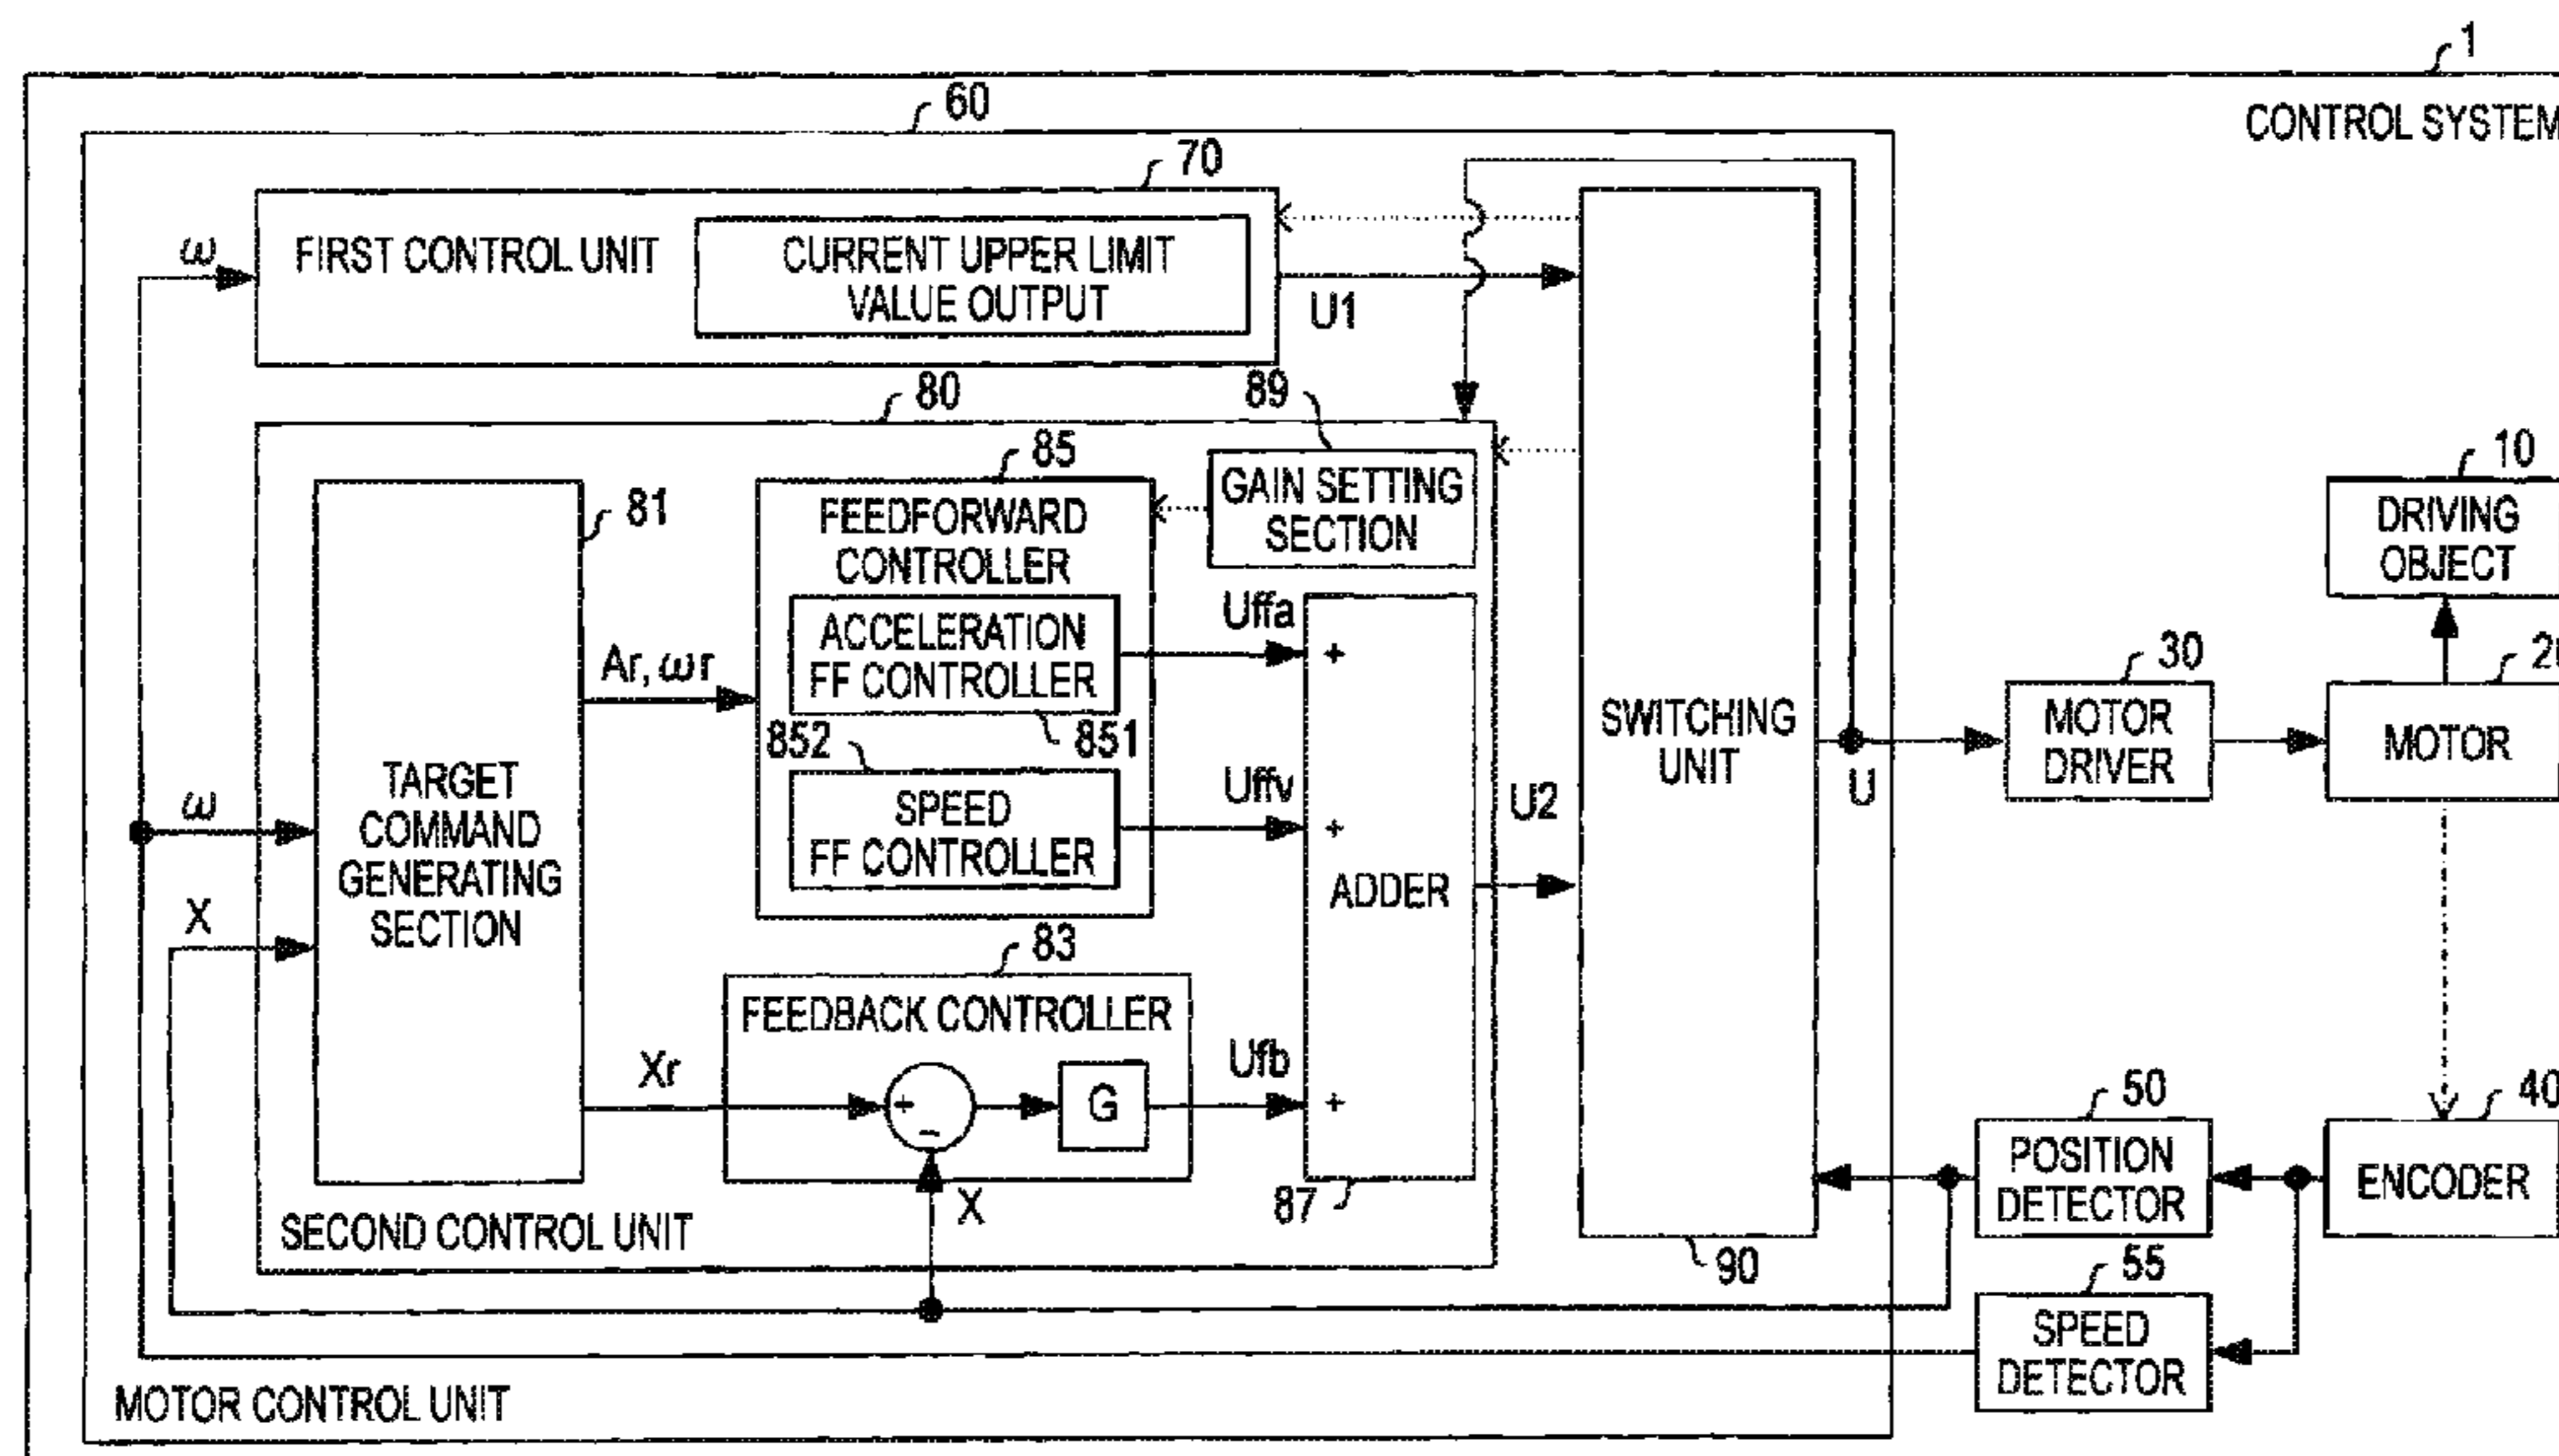 1
CONTROL SYSTEM
60
70
ω
FIRST CONTROL UNIT
CURRENT UPPER LIMIT
VALUE OUTPUT
U1
80
89
85
81
GAIN SETTING
SECTION
FEEDFORWARD
CONTROLLER
10
DRIVING
OBJECT
ACCELERATION
FF CONTROLLER
851
Uffa
+
Ar, ωr
852
SPEED
FF CONTROLLER
Uffv
+
TARGET
COMMAND
GENERATING
SECTION
ω
X
ADDER
U2
SWITCHING
UNIT
U
30
MOTOR
DRIVER
MOTOR
83
FEEDBACK CONTROLLER
Xr
+
−
G
Ufb
+
X
87
SECOND CONTROL UNIT
90
50
POSITION
DETECTOR
40
ENCODER
55
SPEED
DETECTOR
MOTOR CONTROL UNIT